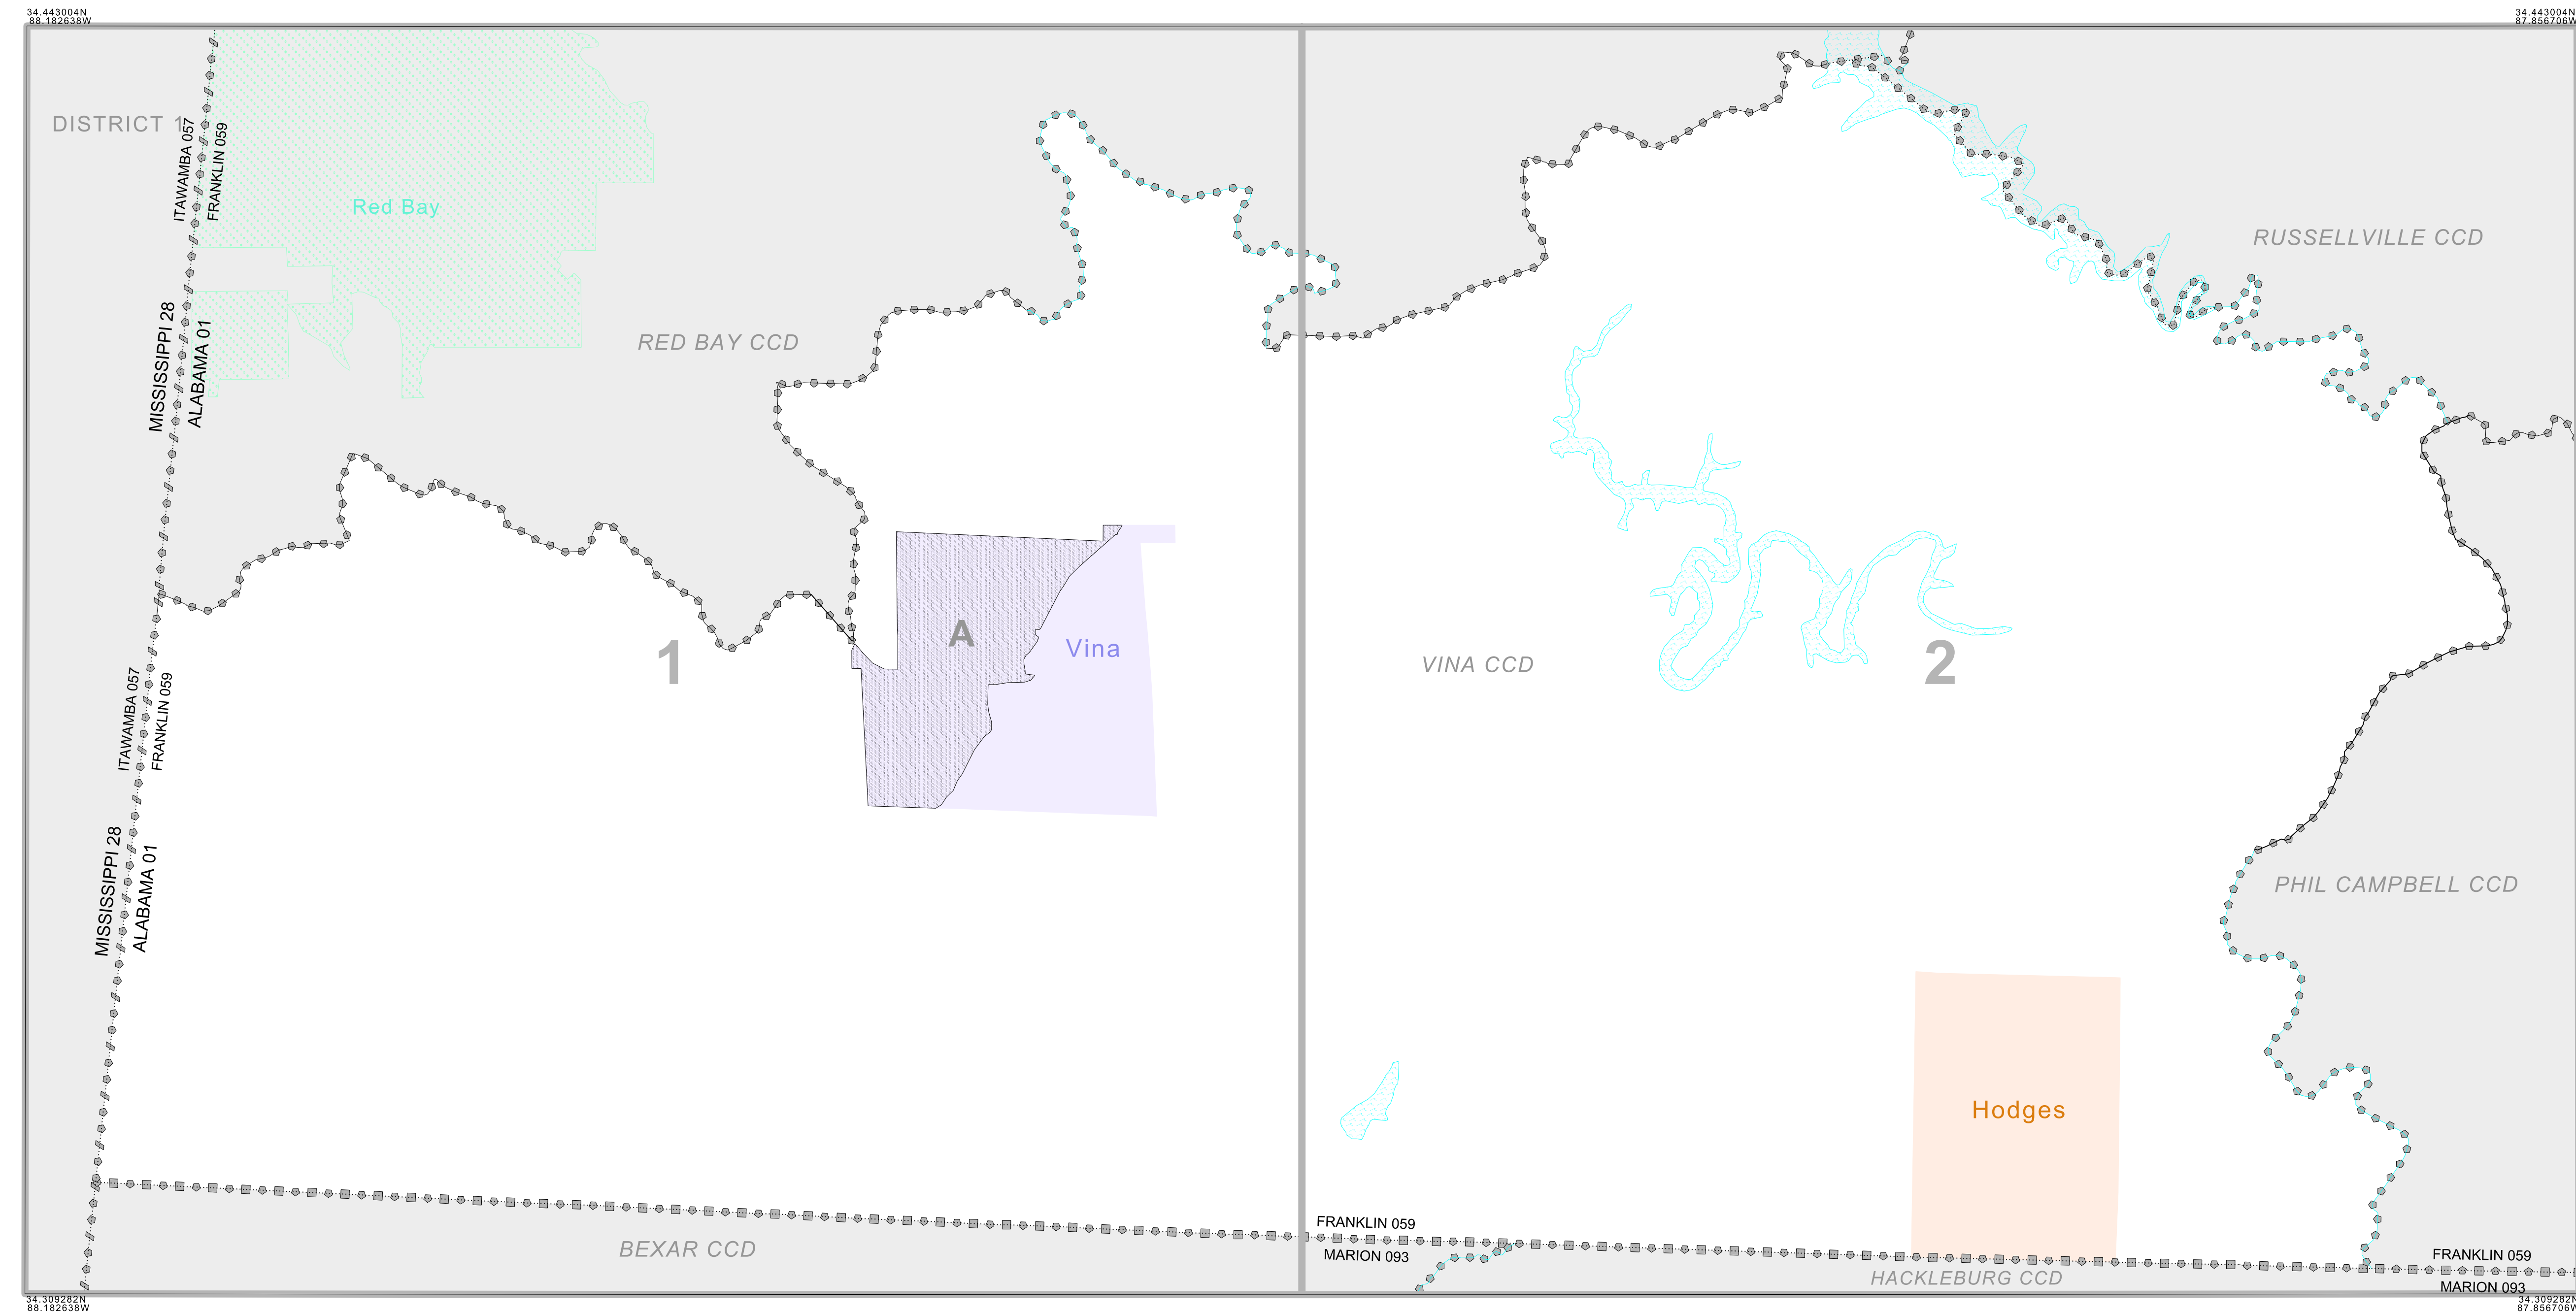 34.443004N
88.182638W
34.443004N
87.856706W
DISTRICT 1
ITAWAMBA 057
FRANKLIN 059
Red Bay
RUSSELLVILLE CCD
MISSISSIPPI 28
ALABAMA 01
RED BAY CCD
A
Vina
1
VINA CCD
2
ITAWAMBA 057
FRANKLIN 059
MISSISSIPPI 28
ALABAMA 01
PHIL CAMPBELL CCD
Hodges
FRANKLIN 059
MARION 093
BEXAR CCD
FRANKLIN 059
MARION 093
HACKLEBURG CCD
34.309282N
88.182638W
34.309282N
87.856706W